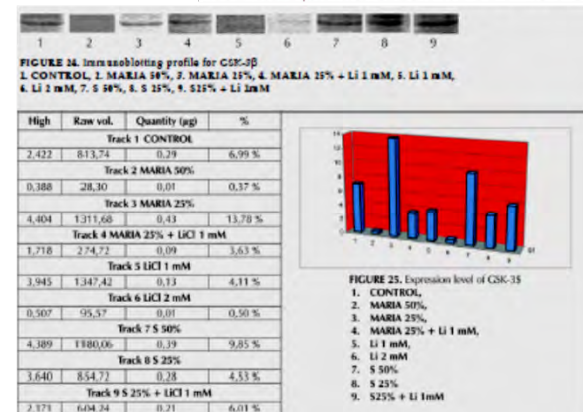 1 2 3 4 5 6 7 8 9
FIGURE 24. Immunoblotting profile for GSK-3β
1. CONTROL, 2. MARIA 50%, 3. MARIA 25%, 4. MARIA 25% + Li 1 mM, 5. Li 1 mM,
6. Li 2 mM, 7. S 50%, 8. S 25%, 9. S25% + Li 1mM
High Raw vol. Quantity (µg) %
Track 1 CONTROL
2,422 813,74 0,29 6,99 %
Track 2 MARIA 50%
0,388 28,30 0,01 0,37 %
Track 3 MARIA 25%
4,404 1311,68 0,43 13,78 %
Track 4 MARIA 25% + LiCl 1 mM
1,718 274,72 0,09 3,63 %
Track 5 LiCl 1 mM
3,945 1347,42 0,13 4,11 %
Track 6 LiCl 2 mM
0,507 95,57 0,01 0,50 %
Track 7 S 50%
4,389 1180,06 0,39 9,85 %
Track 8 S 25%
3,640 854,72 0,28 4,53 %
Track 9 S 25% + LiCl 1 mM
2,171 604,24 0,21 6,01 %
1 2 3 4 5 6 7 8 9
FIGURE 25. Expression level of GSK-3ß
1. CONTROL,
2. MARIA 50%,
3. MARIA 25%,
4. MARIA 25% + Li 1 mM,
5. Li 1 mM,
6. Li 2 mM
7. S 50%
8. S 25%
9. S25% + Li 1mM